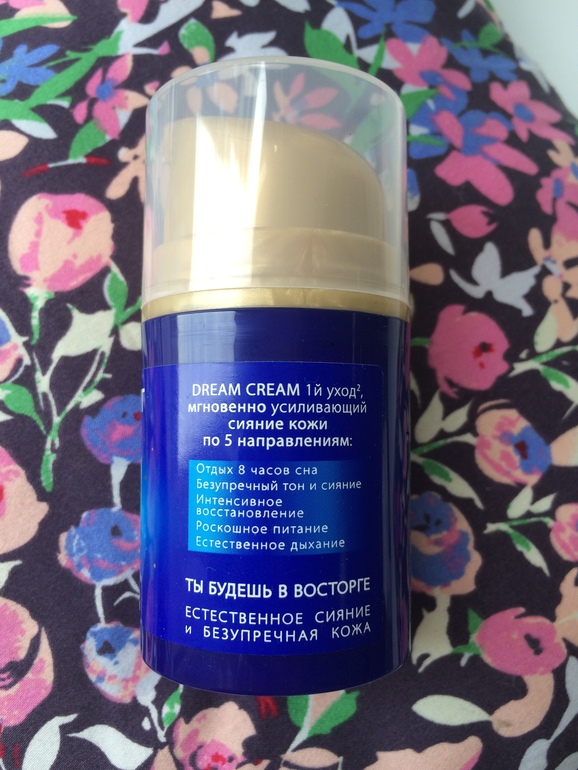 DREAM CREAM 1й уход²,
мгновенно усиливающий
сияние кожи
по 5 направлениям:
Отдых 8 часов сна
Безупречный тон и сияние
Интенсивное
восстановление
Роскошное питание
Естественное дыхание
ТЫ БУДЕШЬ В ВОСТОРГЕ
ЕСТЕСТВЕННОЕ СИЯНИЕ
и БЕЗУПРЕЧНАЯ КОЖА